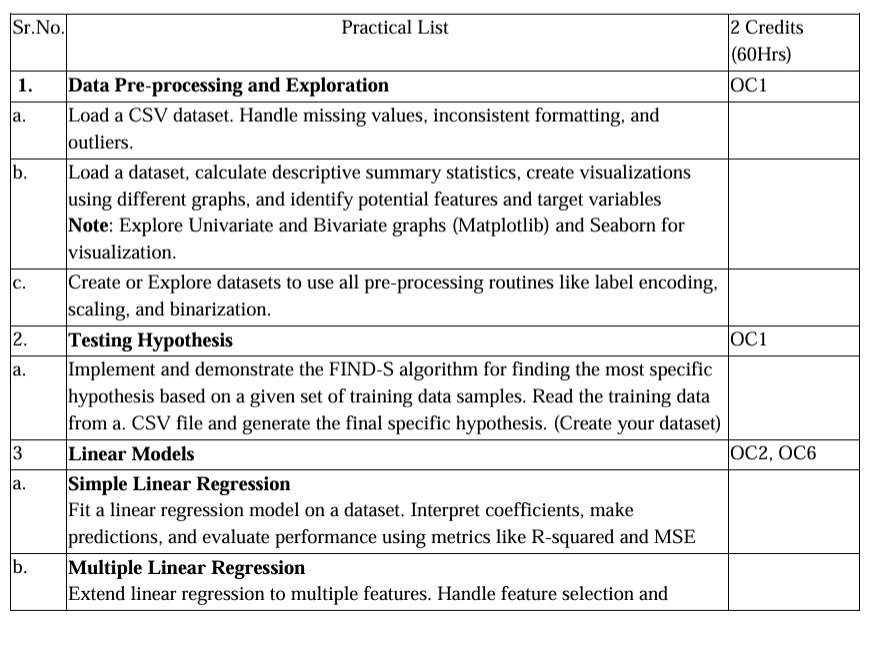 Sr.No. Practical List 2 Credits
(60Hrs)
1. Data Pre-processing and Exploration OC1
a. Load a CSV dataset. Handle missing values, inconsistent formatting, and
outliers.
b. Load a dataset, calculate descriptive summary statistics, create visualizations
using different graphs, and identify potential features and target variables
Note: Explore Univariate and Bivariate graphs (Matplotlib) and Seaborn for
visualization.
c. Create or Explore datasets to use all pre-processing routines like label encoding,
scaling, and binarization.
2. Testing Hypothesis OC1
a. Implement and demonstrate the FIND-S algorithm for finding the most specific
hypothesis based on a given set of training data samples. Read the training data
from a. CSV file and generate the final specific hypothesis. (Create your dataset)
3 Linear Models OC2, OC6
a. Simple Linear Regression
Fit a linear regression model on a dataset. Interpret coefficients, make
predictions, and evaluate performance using metrics like R-squared and MSE
b. Multiple Linear Regression
Extend linear regression to multiple features. Handle feature selection and